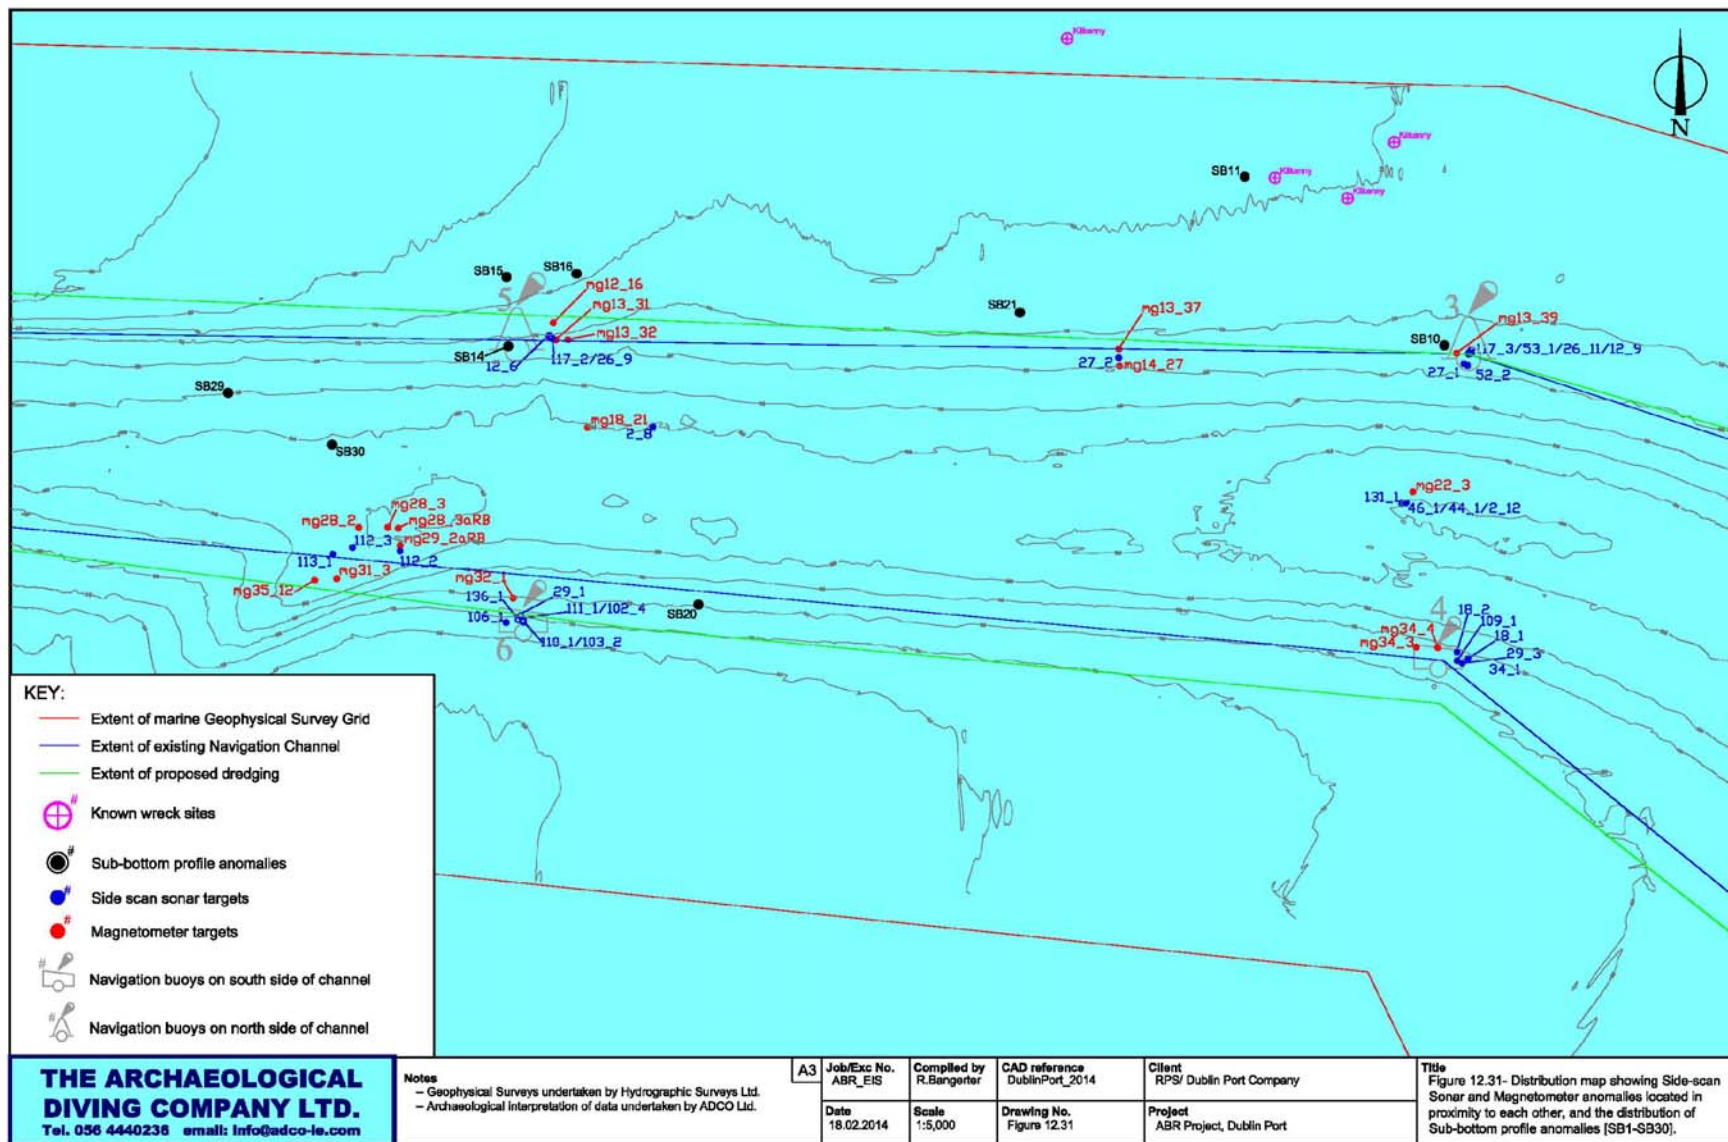 Kilkenny
N
Kilkenny
SB11
Kilkenny
Kilkenny
SB15
SB16
mg12_16
5
mg13_31
SB21
mg13_37
3
mg13_39
mg13_32
SB14
SB10
117_3/53_1/26_11/12_9
12_6
117_2/26_9
27_2
mg14_27
27_1
52_2
SB29
mg18_21
2_8
SB30
mg22_3
131_1
46_1/44_1/2_12
mg28_3
mg28_2
mg28_3aRB
112_3
mg29_2aRB
113_1
112_2
mg31_3
mg32_1
mg35_12
136_1
29_1
111_1/102_4
SB20
106_1
110_1/103_2
6
4
18_2
109_1
mg34_4
18_1
mg34_3
29_3
34_1
KEY:
Extent of marine Geophysical Survey Grid
Extent of existing Navigation Channel
Extent of proposed dredging
# Known wreck sites
# Sub-bottom profile anomalies
# Side scan sonar targets
# Magnetometer targets
# Navigation buoys on south side of channel
# Navigation buoys on north side of channel
THE ARCHAEOLOGICAL
DIVING COMPANY LTD.
Tel. 056 4440236 email: info@adco-ie.com
Notes
– Geophysical Surveys undertaken by Hydrographic Surveys Ltd.
– Archaeological interpretation of data undertaken by ADCO Ltd.
A3
Job/Exc No.
ABR_EIS
Compiled by
R.Bangerter
CAD reference
DublinPort_2014
Client
RPS/ Dublin Port Company
Date
18.02.2014
Scale
1:5,000
Drawing No.
Figure 12.31
Project
ABR Project, Dublin Port
Title
Figure 12.31- Distribution map showing Side-scan
Sonar and Magnetometer anomalies located in
proximity to each other, and the distribution of
Sub-bottom profile anomalies [SB1-SB30].